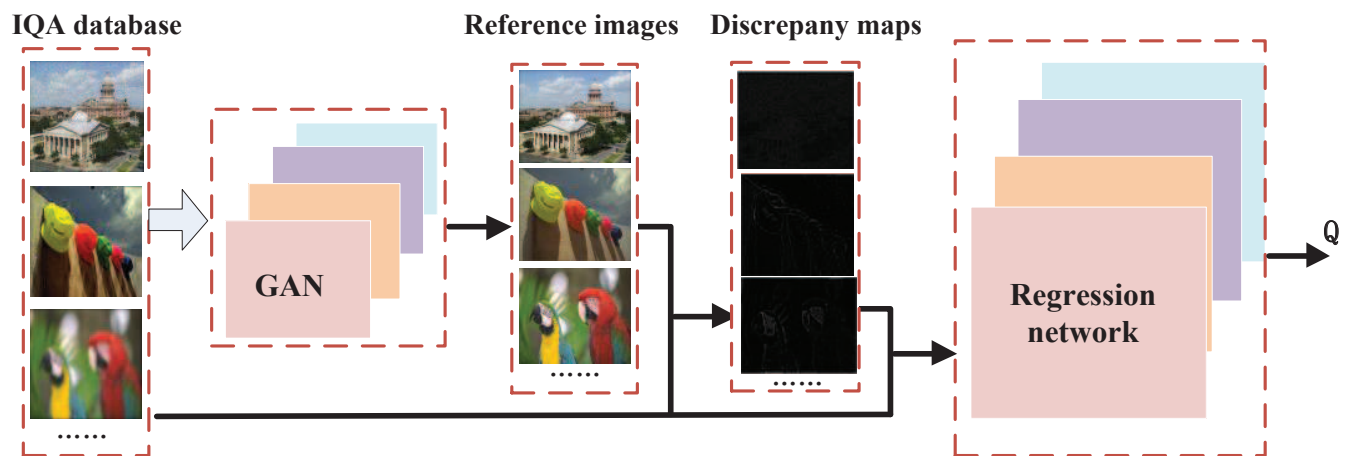 IQA database
Reference images
Discrepany maps
GAN
Regression
network
Q
......
......
......